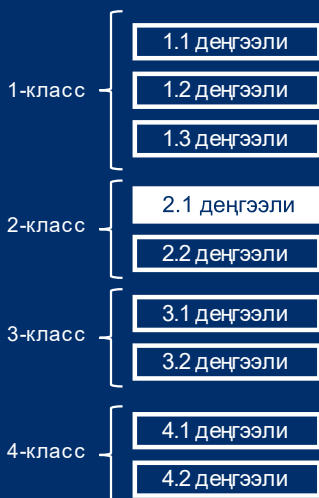 1-класс
1.1 деңгээли
1.2 деңгээли
1.3 деңгээли
2-класс
2.1 деңгээли
2.2 деңгээли
3-класс
3.1 деңгээли
3.2 деңгээли
4-класс
4.1 деңгээли
4.2 деңгээли